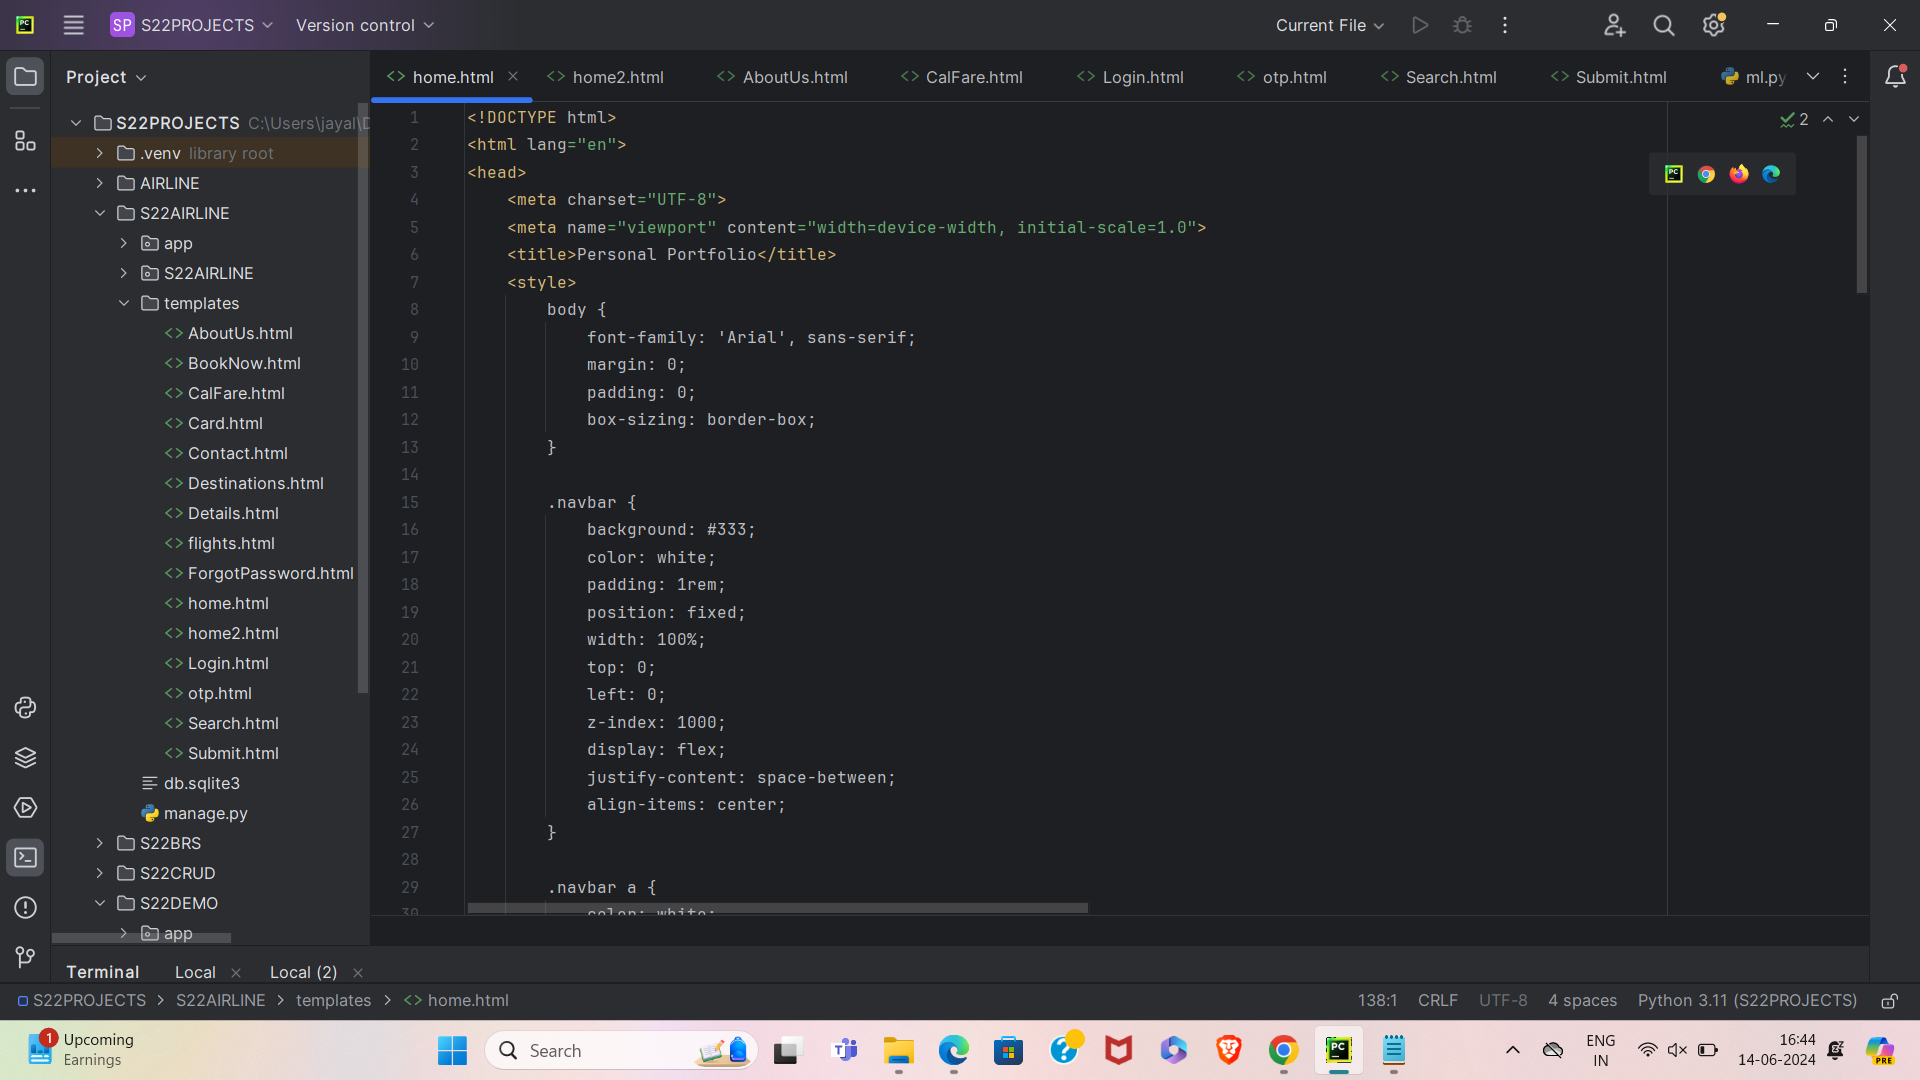 PC SP S22PROJECTS Version control Current File
Project
home.html home2.html AboutUs.html CalFare.html Login.html otp.html Search.html Submit.html ml.py
S22PROJECTS C:\Users\jayal\D
.venv library root
AIRLINE
S22AIRLINE
app
S22AIRLINE
templates
AboutUs.html
BookNow.html
CalFare.html
Card.html
Contact.html
Destinations.html
Details.html
flights.html
ForgotPassword.html
home.html
home2.html
Login.html
otp.html
Search.html
Submit.html
db.sqlite3
manage.py
S22BRS
S22CRUD
S22DEMO
app
1 <!DOCTYPE html>
2 <html lang="en">
3 <head>
4 <meta charset="UTF-8">
5 <meta name="viewport" content="width=device-width, initial-scale=1.0">
6 <title>Personal Portfolio</title>
7 <style>
8 body {
9 font-family: 'Arial', sans-serif;
10 margin: 0;
11 padding: 0;
12 box-sizing: border-box;
13 }
14
15 .navbar {
16 background: #333;
17 color: white;
18 padding: 1rem;
19 position: fixed;
20 width: 100%;
21 top: 0;
22 left: 0;
23 z-index: 1000;
24 display: flex;
25 justify-content: space-between;
26 align-items: center;
27 }
28
29 .navbar a {
30 color: white;
2
PC
Terminal Local Local (2)
S22PROJECTS > S22AIRLINE > templates > home.html 138:1 CRLF UTF-8 4 spaces Python 3.11 (S22PROJECTS)
1 Upcoming
Earnings
Search
PC
ENG
IN
16:44
14-06-2024
PRE